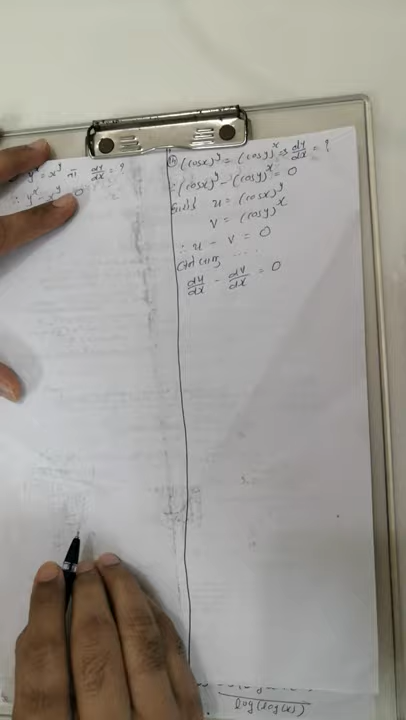 y^x = x^y dy/dx = ?
∴ y^x - x^y = 0
(cosx)^y = (cosy)^x dy/dx = ?
∴ (cosx)^y - (cosy)^x = 0
u = (cosx)^y
v = (cosy)^x
∴ u - v = 0
du/dx - dv/dx = 0
log(log(x))